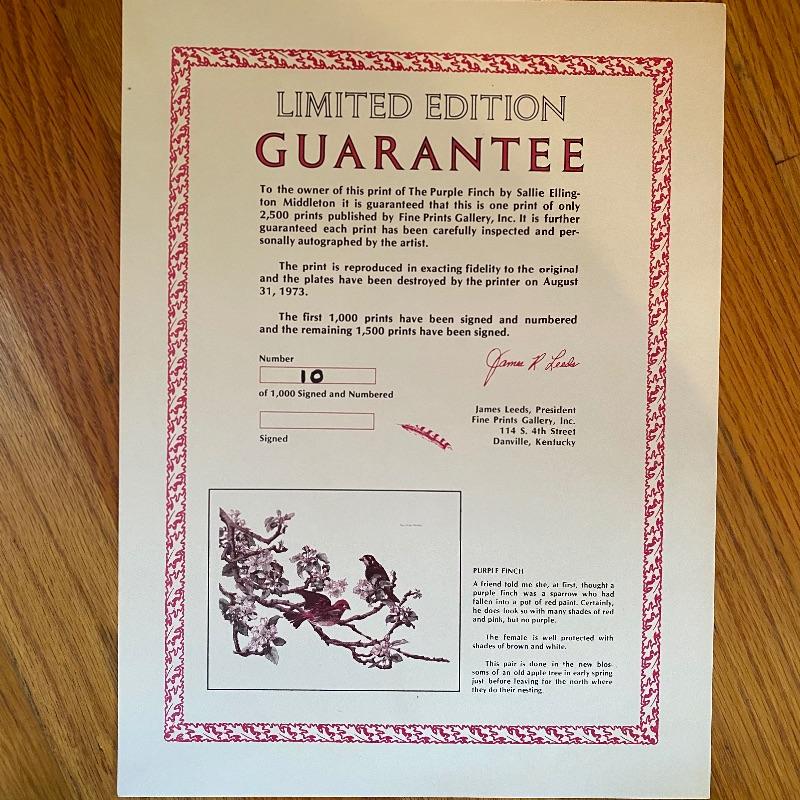 LIMITED EDITION
GUARANTEE
To the owner of this print of The Purple Finch by Sallie Elling-
ton Middleton it is guaranteed that this is one print of only
2,500 prints published by Fine Prints Gallery, Inc. It is further
guaranteed each print has been carefully inspected and per-
sonally autographed by the artist.
The print is reproduced in exacting fidelity to the original
and the plates have been destroyed by the printer on August
31, 1973.
The first 1,000 prints have been signed and numbered
and the remaining 1,500 prints have been signed.
Number
10
of 1,000 Signed and Numbered
Signed
James R Leeds
James Leeds, President
Fine Prints Gallery, Inc.
114 S. 4th Street
Danville, Kentucky
PURPLE FINCH
A friend told me she, at first, thought a
purple finch was a sparrow who had
fallen into a pot of red paint. Certainly,
he does look so with many shades of red
and pink, but no purple.
The female is well protected with
shades of brown and white.
This pair is done in the new blos-
soms of an old apple tree in early spring
just before leaving for the north where
they do their nesting.